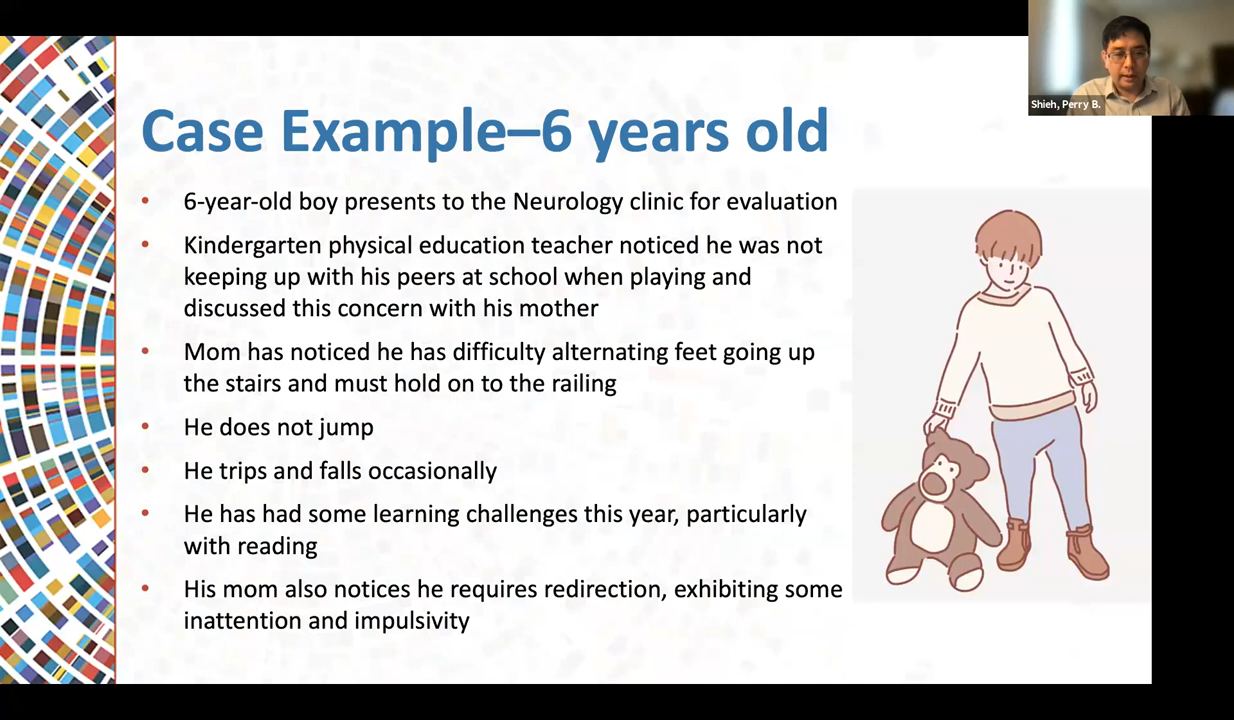 Shieh, Perry B.
Case Example–6 years old
• 6-year-old boy presents to the Neurology clinic for evaluation
• Kindergarten physical education teacher noticed he was not
keeping up with his peers at school when playing and
discussed this concern with his mother
• Mom has noticed he has difficulty alternating feet going up
the stairs and must hold on to the railing
• He does not jump
• He trips and falls occasionally
• He has had some learning challenges this year, particularly
with reading
• His mom also notices he requires redirection, exhibiting some
inattention and impulsivity